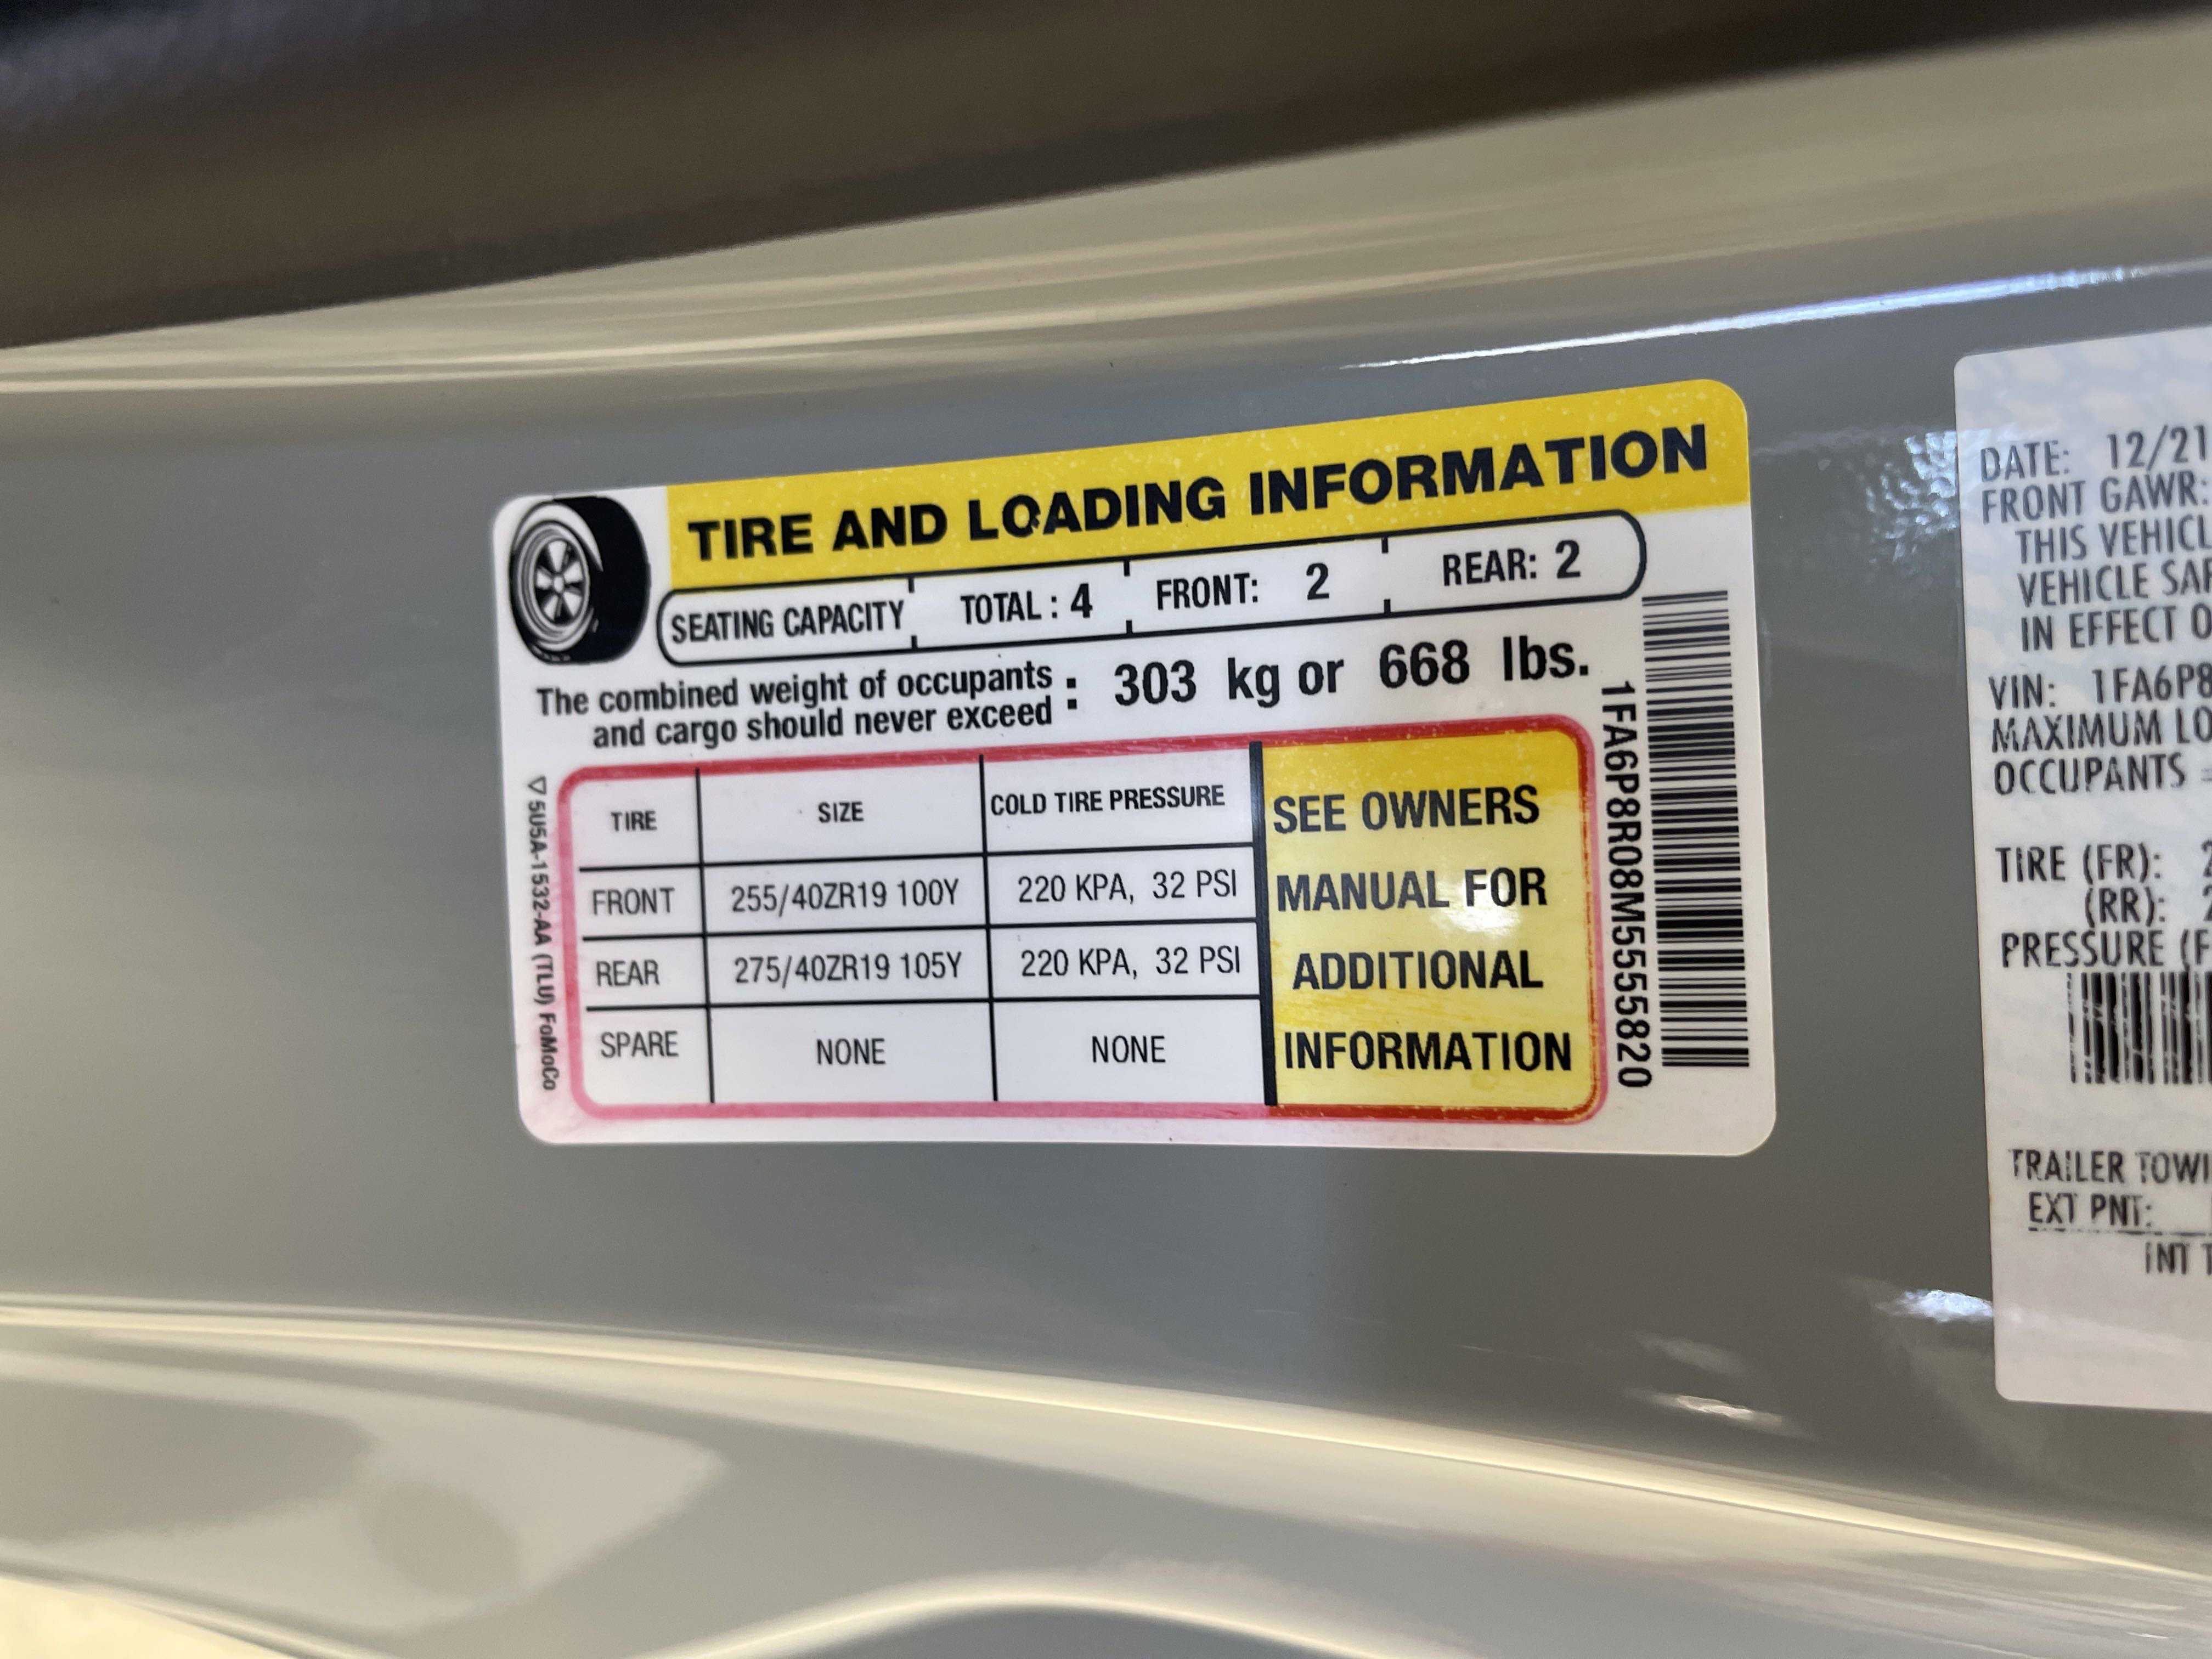 TIRE AND LOADING INFORMATION
SEATING CAPACITY TOTAL : 4 FRONT: 2 REAR: 2
The combined weight of occupants
and cargo should never exceed : 303 kg or 668 lbs.
TIRE SIZE COLD TIRE PRESSURE
FRONT 255/40ZR19 100Y 220 KPA, 32 PSI
REAR 275/40ZR19 105Y 220 KPA, 32 PSI
SPARE NONE NONE
SEE OWNERS
MANUAL FOR
ADDITIONAL
INFORMATION
5U5A-1532-AA (TLU) FoMoCo
1FA6P8R08M5555820
DATE: 12/21
FRONT GAWR:
THIS VEHICL
VEHICLE SAF
IN EFFECT O
VIN: 1FA6P8
MAXIMUM LO
OCCUPANTS =
TIRE (FR): 2
(RR): 2
PRESSURE (F
TRAILER TOWI
EXT PNT:
INT T